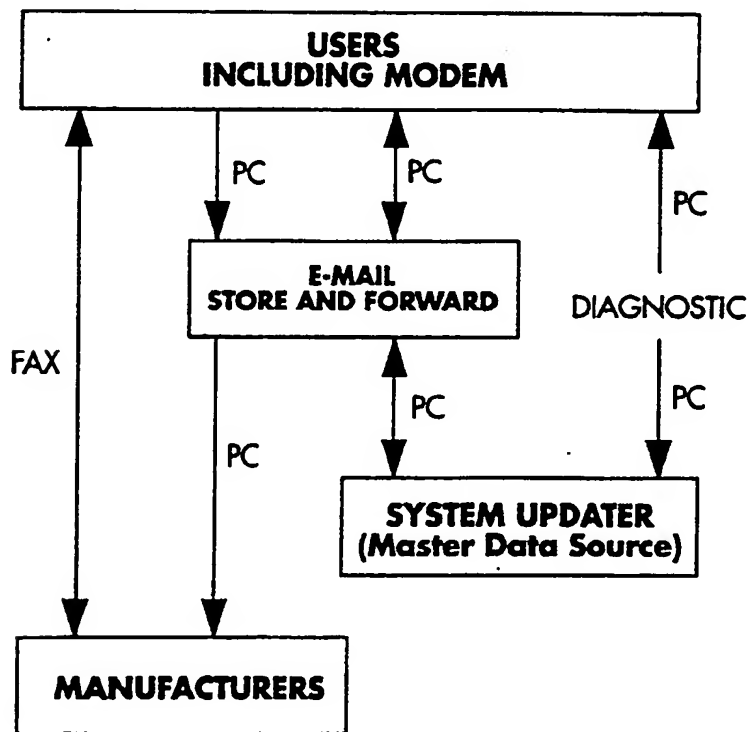 USERS
INCLUDING MODEM
PC
PC
PC
E-MAIL
STORE AND FORWARD
DIAGNOSTIC
FAX
PC
PC
PC
SYSTEM UPDATER
(Master Data Source)
MANUFACTURERS